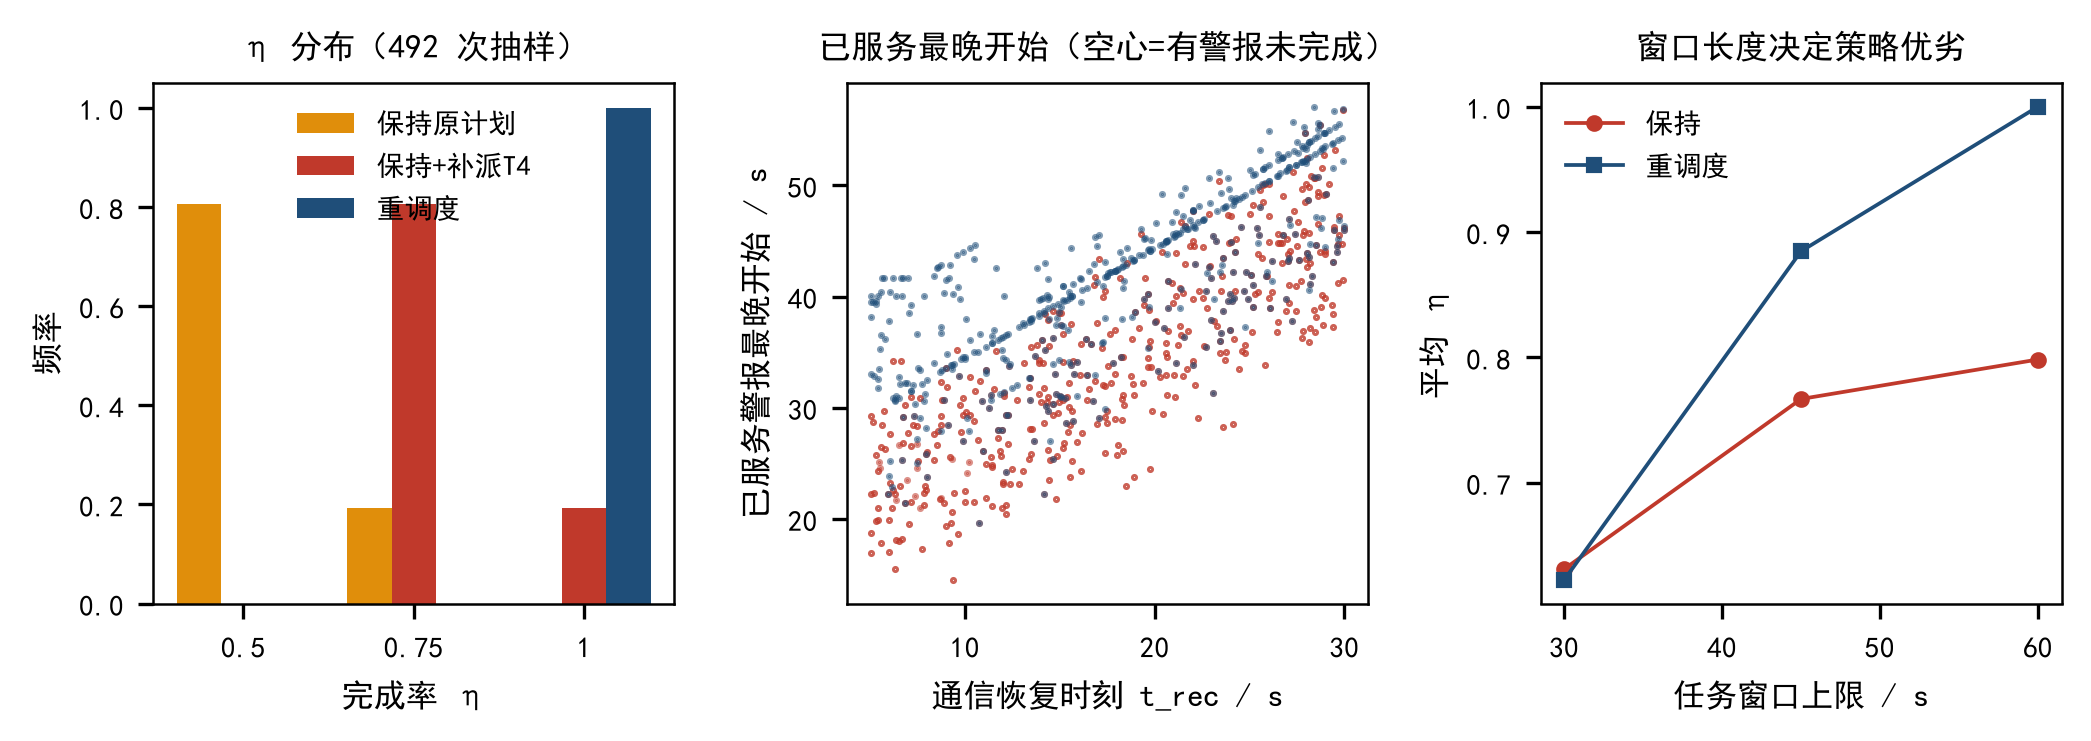 η 分布（492 次抽样）
保持原计划
保持+补派T4
重调度
1.0
0.8
0.6
0.4
0.2
0.0
频率
0.5 0.75 1
完成率 η
已服务最晚开始（空心=有警报未完成）
50
40
30
20
已服务警报最晚开始 / s
10 20 30
通信恢复时刻 t_rec / s
窗口长度决定策略优劣
保持
重调度
1.0
0.9
0.8
0.7
平均 η
30 40 50 60
任务窗口上限 / s